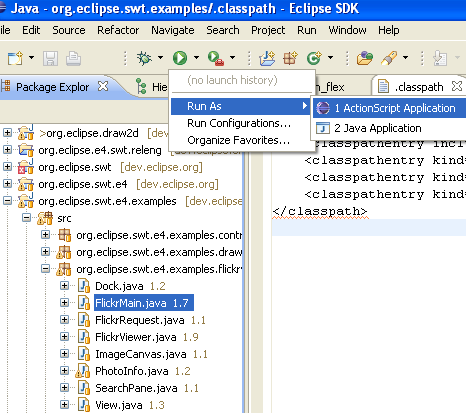 Java - org.eclipse.swt.examples/.classpath - Eclipse SDK
File Edit Source Refactor Navigate Search Project Run Window Help
Package Explor
Hie
n_flex
.classpath
(no launch history)
Run As
Run Configurations...
Organize Favorites...
1 ActionScript Application
2 Java Application
>org.eclipse.draw2d [dev.eclipse
org.eclipse.e4.swt.releng [dev.e
org.eclipse.swt [dev.eclipse.org]
org.eclipse.swt.e4 [dev.eclipse.org]
org.eclipse.swt.e4.examples [dev.eclipse
src
org.eclipse.swt.e4.examples.contr
org.eclipse.swt.e4.examples.draw
org.eclipse.swt.e4.examples.flickr
Dock.java 1.2
FlickrMain.java 1.7
FlickrRequest.java 1.1
FlickrViewer.java 1.9
ImageCanvas.java 1.1
PhotoInfo.java 1.2
SearchPane.java 1.1
View.java 1.3
<classpathentry incl
<classpathentry kind=
<classpathentry kind=
<classpathentry kind=
</classpath>